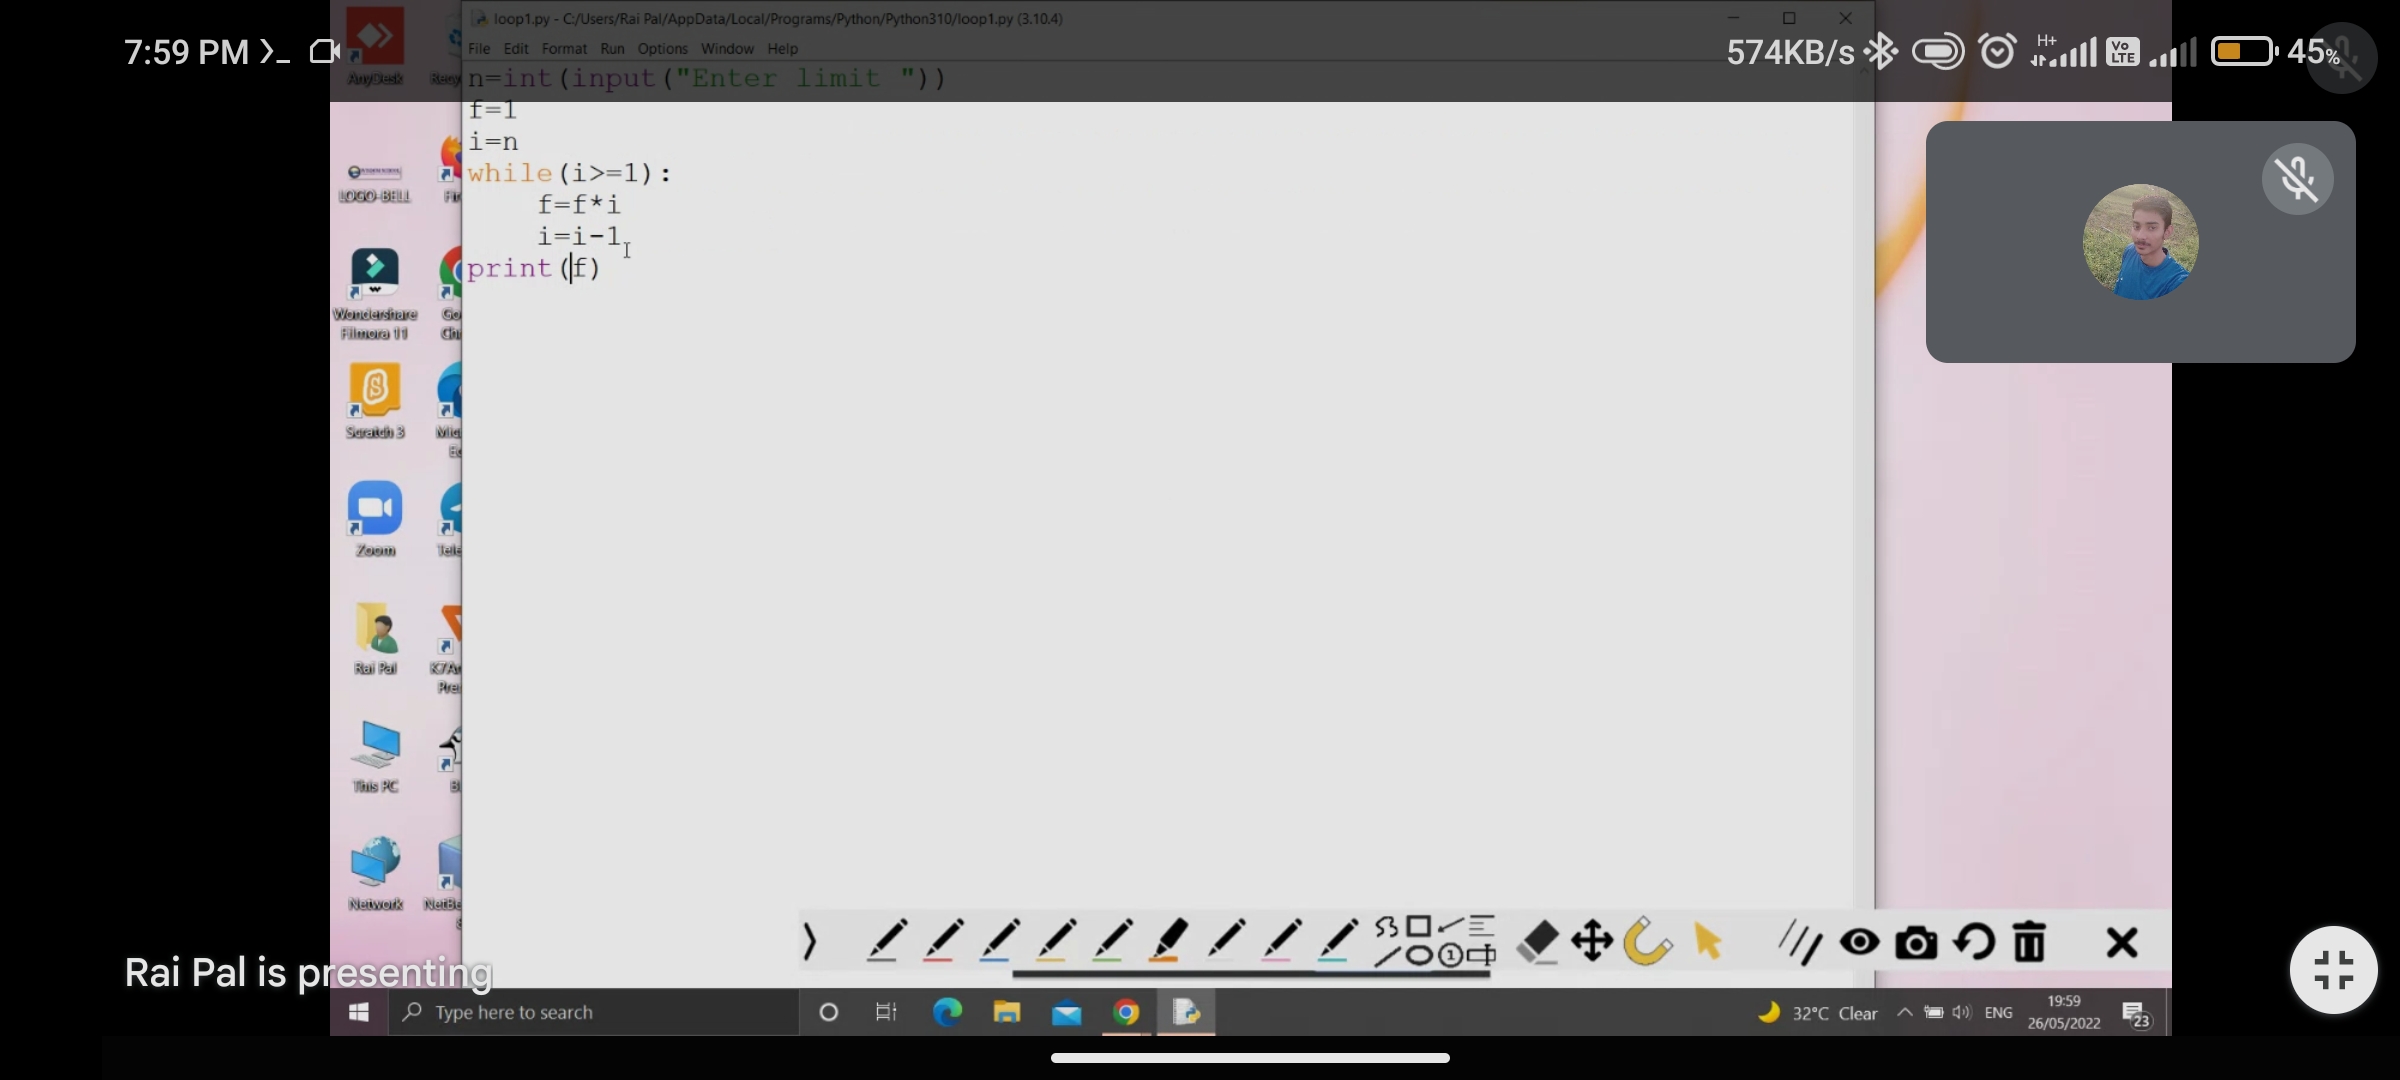 loop1.py - C:/Users/Rai Pal/AppData/Local/Programs/Python/Python310/loop1.py (3.10.4)
7:59 PM
574KB/s
H+
Vo LTE
45%
File Edit Format Run Options Window Help
AnyDesk
n=int(input("Enter limit "))
f=1
i=n
while(i>=1):
    f=f*i
    i=i-1
print(f)
LOGO-BELL
Wondershare
Filmora 11
Scratch 3
Zoom
Rai Pal
This PC
Network
Rai Pal is presenting
Type here to search
32°C Clear
ENG
19:59
26/05/2022
23